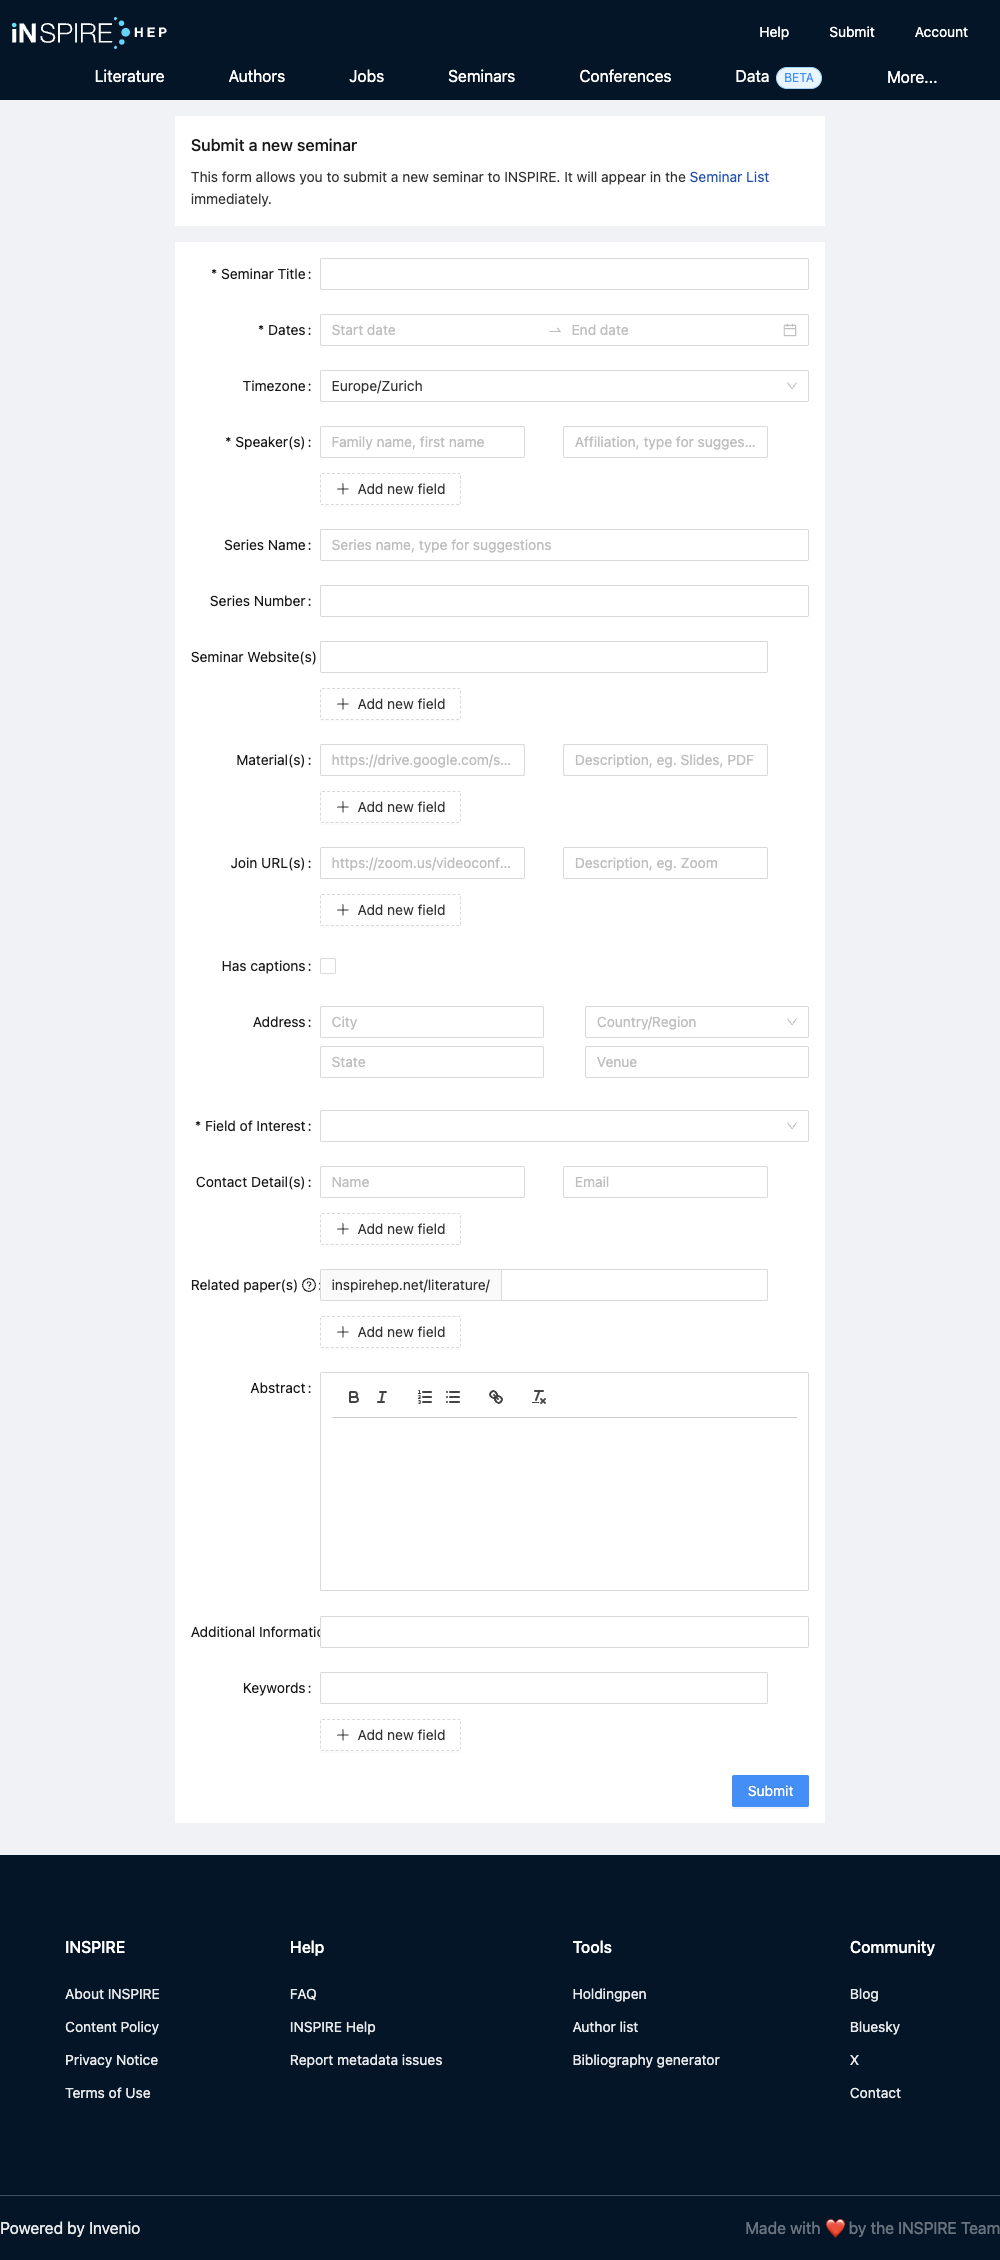 iNSPIRE HEP
Help Submit Account
Literature Authors Jobs Seminars Conferences Data BETA More...
Submit a new seminar
This form allows you to submit a new seminar to INSPIRE. It will appear in the Seminar List
immediately.
* Seminar Title:
* Dates: Start date End date
Timezone: Europe/Zurich
* Speaker(s): Family name, first name Affiliation, type for sugges...
Add new field
Series Name: Series name, type for suggestions
Series Number:
Seminar Website(s)
Add new field
Material(s): https://drive.google.com/s... Description, eg. Slides, PDF
Add new field
Join URL(s): https://zoom.us/videoconf... Description, eg. Zoom
Add new field
Has captions:
Address: City Country/Region
State Venue
* Field of Interest:
Contact Detail(s): Name Email
Add new field
Related paper(s) ?: inspirehep.net/literature/
Add new field
Abstract:
B I
Additional Informatic
Keywords:
Add new field
Submit
INSPIRE Help Tools Community
About INSPIRE FAQ Holdingpen Blog
Content Policy INSPIRE Help Author list Bluesky
Privacy Notice Report metadata issues Bibliography generator X
Terms of Use Contact
Powered by Invenio Made with ❤️ by the INSPIRE Team